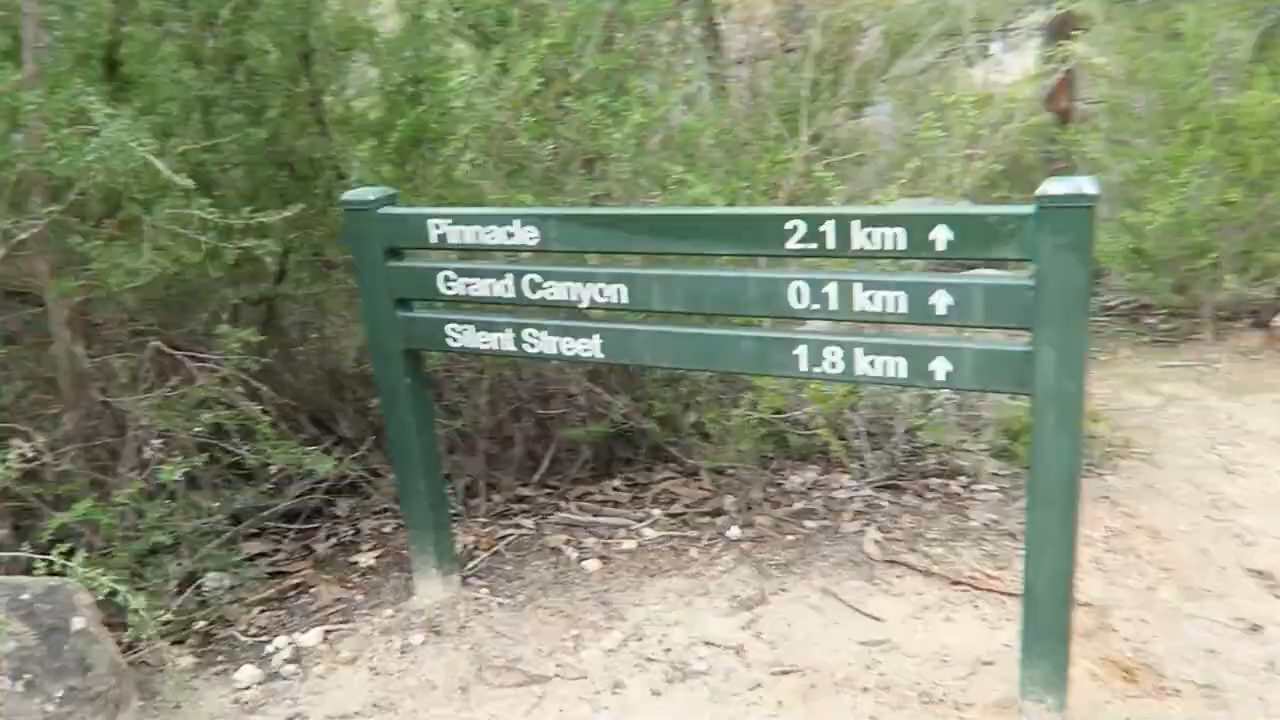 Pinnacle 2.1 km ↑
Grand Canyon 0.1 km ↑
Silent Street 1.8 km ↑